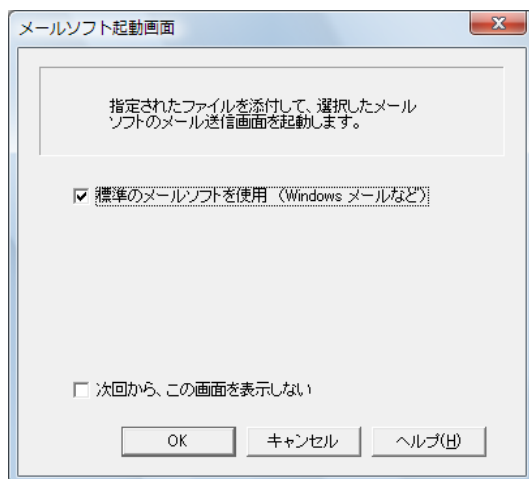 メールソフト起動画面
指定されたファイルを添付して、選択したメール
ソフトのメール送信画面を起動します。
標準のメールソフトを使用（Windows メールなど）
次回から、この画面を表示しない
OK キャンセル ヘルプ(H)